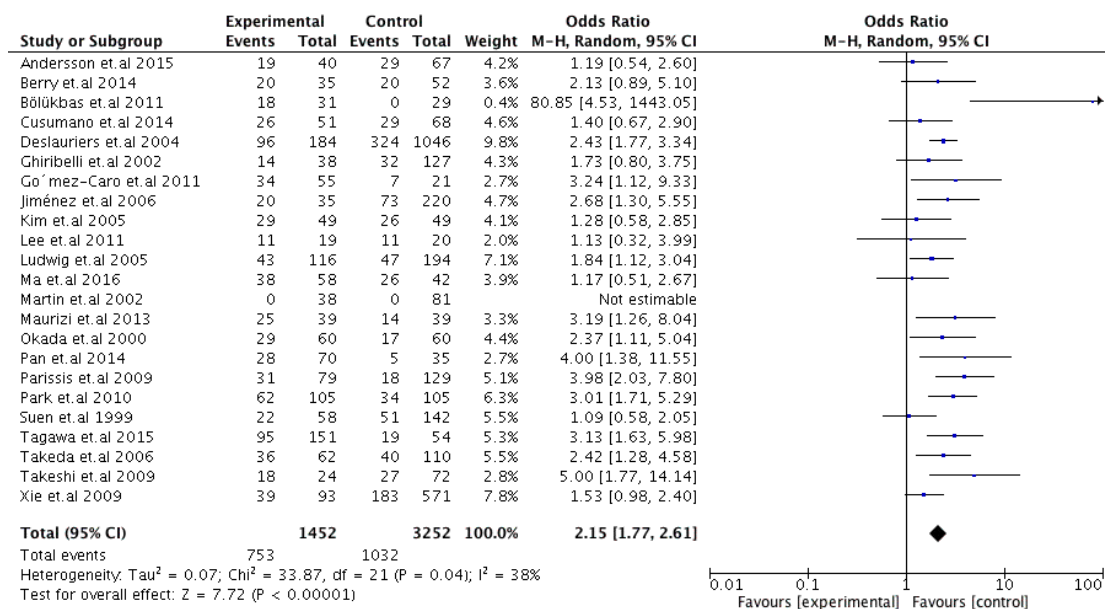 Experimental Control Odds Ratio Odds Ratio
Study or Subgroup Events Total Events Total Weight M-H, Random, 95% CI M-H, Random, 95% CI
Andersson et.al 2015 19 40 29 67 4.2% 1.19 [0.54, 2.60]
Berry et.al 2014 20 35 20 52 3.6% 2.13 [0.89, 5.10]
Bölükbas et.al 2011 18 31 0 29 0.4% 80.85 [4.53, 1443.05]
Cusumano et.al 2014 26 51 29 68 4.6% 1.40 [0.67, 2.90]
Deslauriers et.al 2004 96 184 324 1046 9.8% 2.43 [1.77, 3.34]
Ghiribelli et.al 2002 14 38 32 127 4.3% 1.73 [0.80, 3.75]
Go´mez-Caro et.al 2011 34 55 7 21 2.7% 3.24 [1.12, 9.33]
Jiménez et.al 2006 20 35 73 220 4.7% 2.68 [1.30, 5.55]
Kim et.al 2005 29 49 26 49 4.1% 1.28 [0.58, 2.85]
Lee et.al 2011 11 19 11 20 2.0% 1.13 [0.32, 3.99]
Ludwig et.al 2005 43 116 47 194 7.1% 1.84 [1.12, 3.04]
Ma et.al 2016 38 58 26 42 3.9% 1.17 [0.51, 2.67]
Martin et.al 2002 0 38 0 81 Not estimable
Maurizi et.al 2013 25 39 14 39 3.3% 3.19 [1.26, 8.04]
Okada et.al 2000 29 60 17 60 4.4% 2.37 [1.11, 5.04]
Pan et.al 2014 28 70 5 35 2.7% 4.00 [1.38, 11.55]
Parissis et.al 2009 31 79 18 129 5.1% 3.98 [2.03, 7.80]
Park et.al 2010 62 105 34 105 6.4% 3.01 [1.71, 5.29]
Suen et.al 1999 22 58 51 142 5.5% 1.09 [0.58, 2.05]
Tagawa et.al 2015 95 151 19 54 5.3% 3.13 [1.63, 5.98]
Takeda et.al 2006 36 62 40 110 5.5% 2.42 [1.28, 4.58]
Takeshi et.al 2009 18 24 27 72 2.8% 5.00 [1.77, 14.14]
Xie et.al 2009 39 93 183 571 7.8% 1.53 [0.98, 2.40]
Total (95% CI) 1452 3252 100.0% 2.15 [1.77, 2.61]
Total events 753 1032
Heterogeneity: Tau² = 0.07; Chi² = 33.87, df = 21 (P = 0.04); I² = 38%
Test for overall effect: Z = 7.72 (P < 0.00001)
0.01 0.1 1 10 100
Favours [experimental] Favours [control]